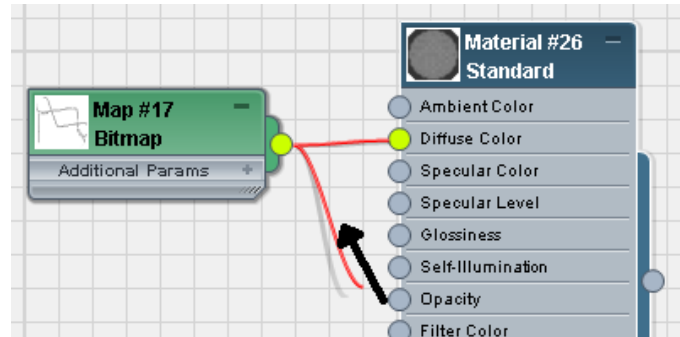 Map #17
Bitmap
Additional Params
Material #26
Standard
Ambient Color
Diffuse Color
Specular Color
Specular Level
Glossiness
Self-Illumination
Opacity
Filter Color